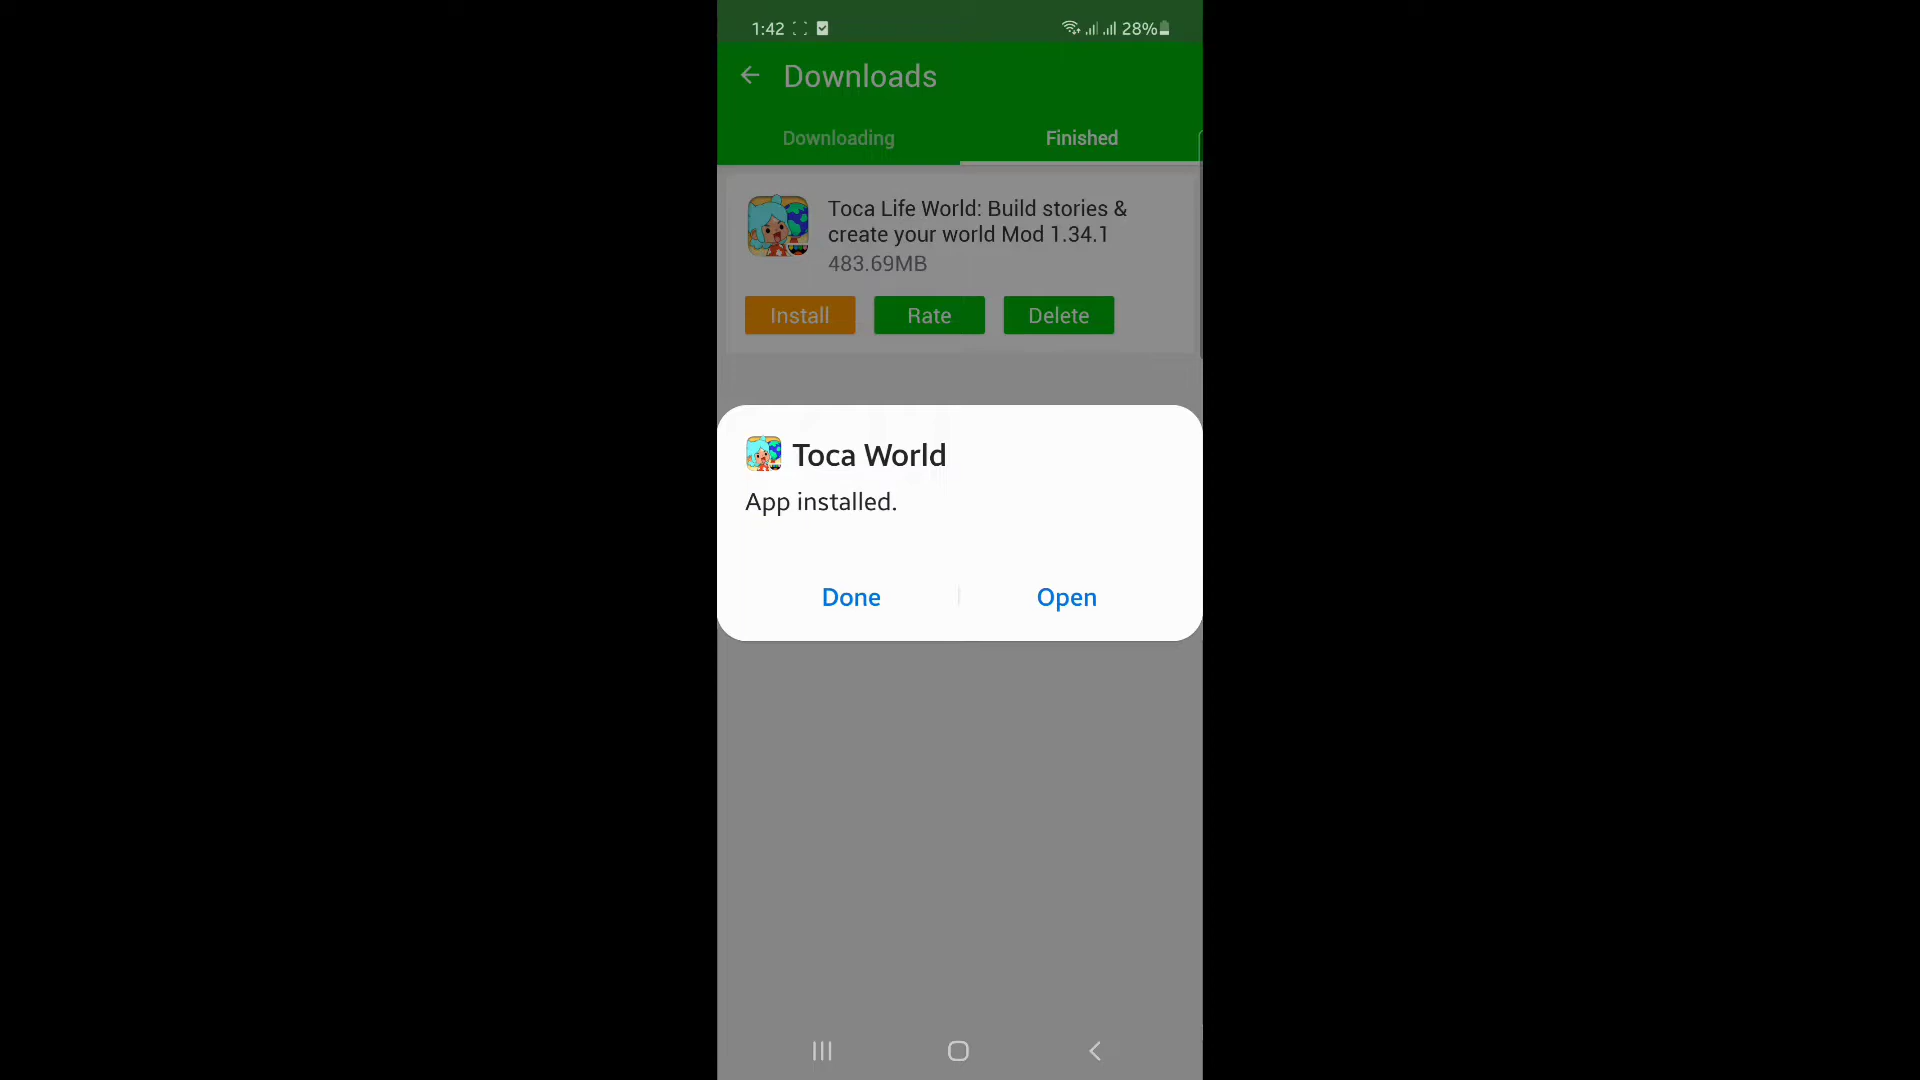 1:42
28%
Downloads
Downloading
Finished
Toca Life World: Build stories &
create your world Mod 1.34.1
483.69MB
Install
Rate
Delete
Toca World
App installed.
Done
Open